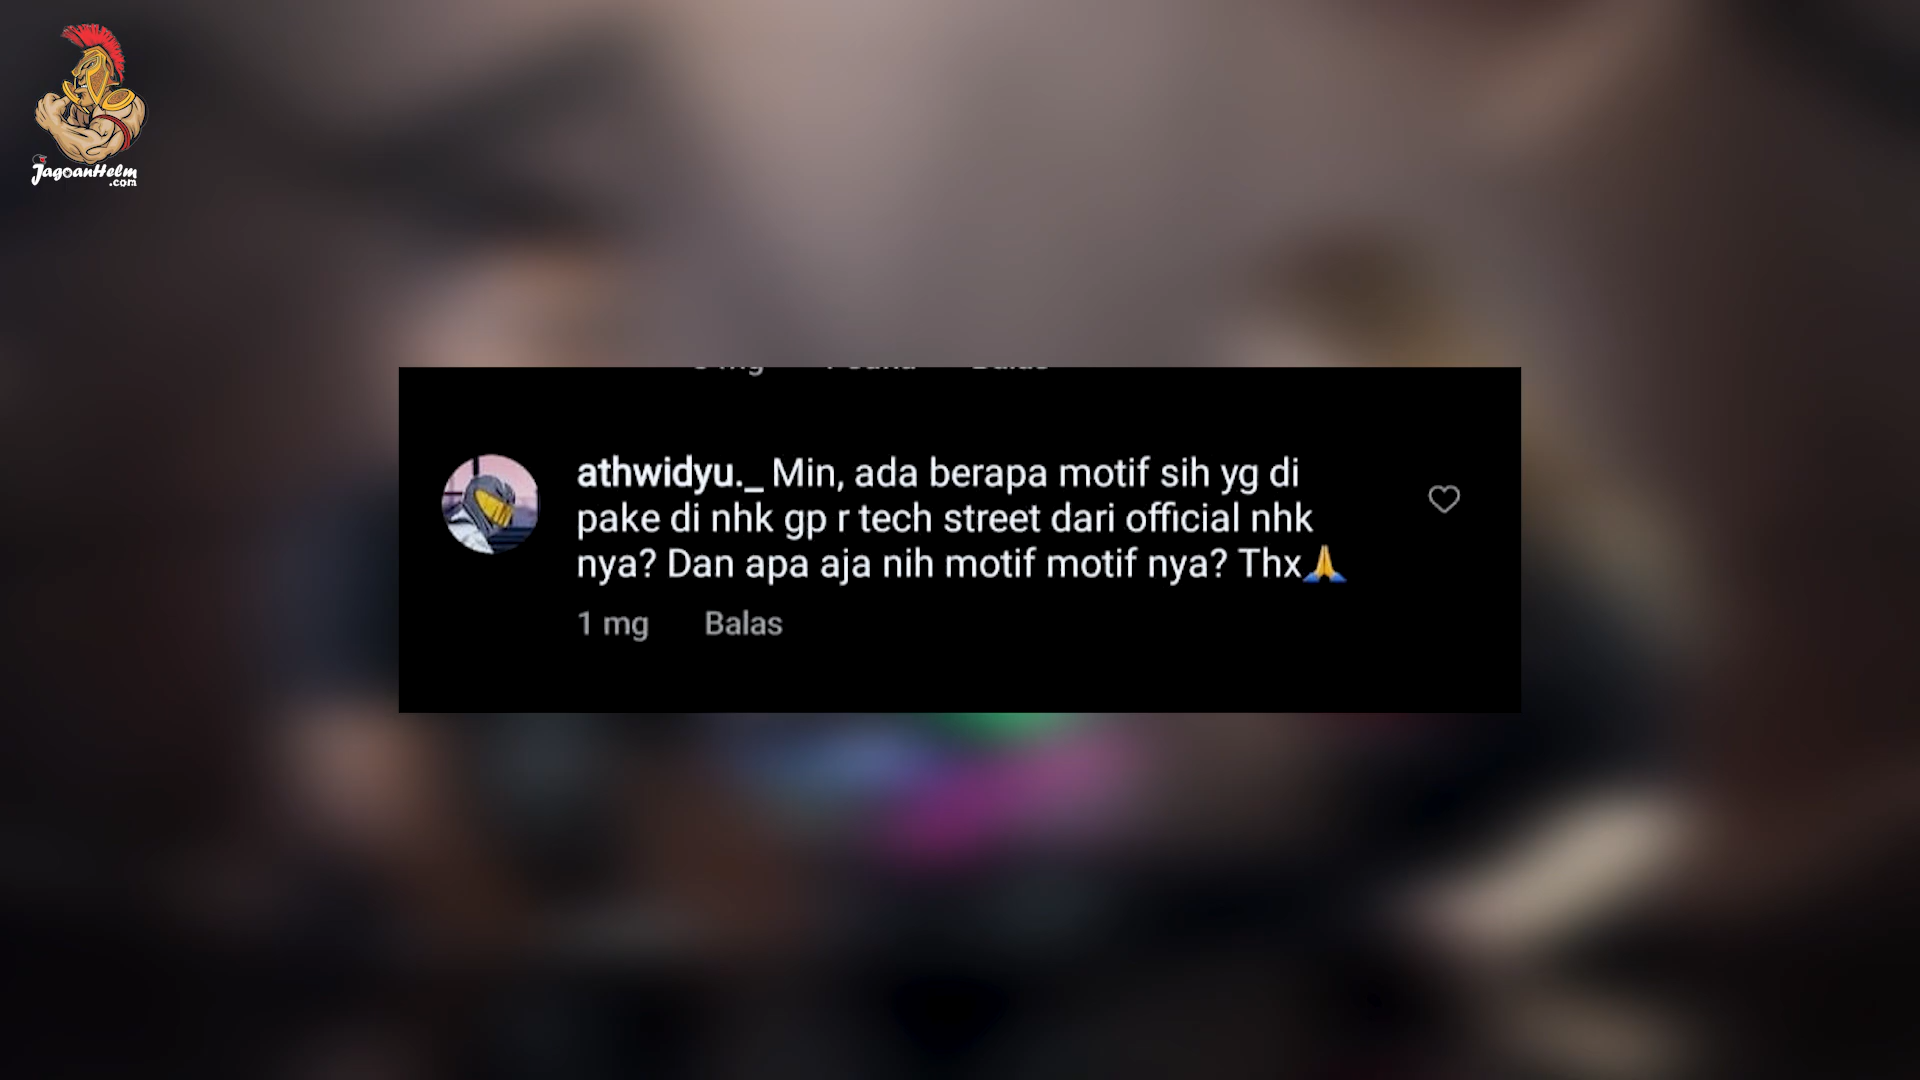 JagoanHelm
.com
athwidyu._ Min, ada berapa motif sih yg di
pake di nhk gp r tech street dari official nhk
nya? Dan apa aja nih motif motif nya? Thx🙏
1 mg Balas